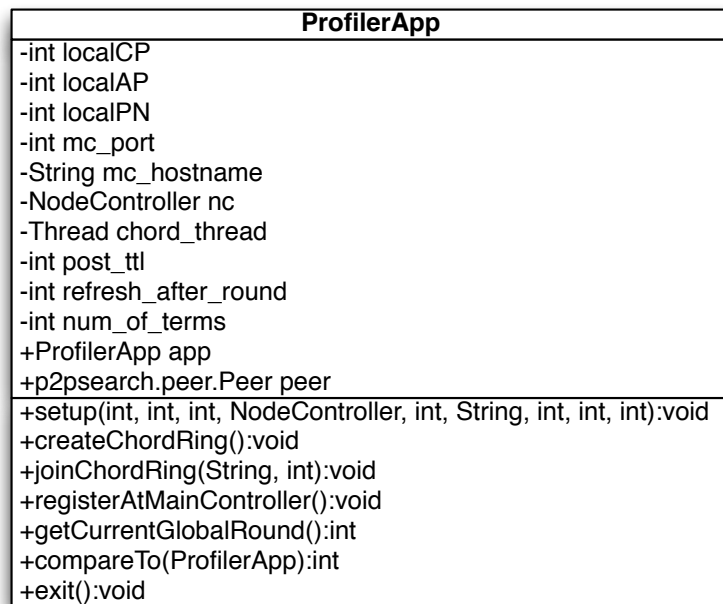 ProfilerApp
-int localCP
-int localAP
-int localPN
-int mc_port
-String mc_hostname
-NodeController nc
-Thread chord_thread
-int post_ttl
-int refresh_after_round
-int num_of_terms
+ProfilerApp app
+p2psearch.peer.Peer peer
+setup(int, int, int, NodeController, int, String, int, int, int):void
+createChordRing():void
+joinChordRing(String, int):void
+registerAtMainController():void
+getCurrentGlobalRound():int
+compareTo(ProfilerApp):int
+exit():void